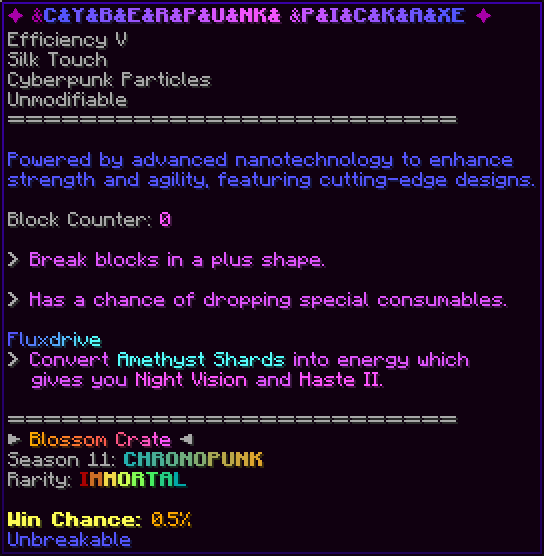 ✦ &C&Y&B&E&R&P&U&NK& &P&I&C&K&A&XE ✦
Efficiency V
Silk Touch
Cyberpunk Particles
Unmodifiable
==========================
Powered by advanced nanotechnology to enhance
strength and agility, featuring cutting-edge designs.
Block Counter: 0
> Break blocks in a plus shape.
> Has a chance of dropping special consumables.
Fluxdrive
> Convert Amethyst Shards into energy which
gives you Night Vision and Haste II.
==========================
► Blossom Crate ◄
Season 11: CHRONOPUNK
Rarity: IMMORTAL
Win Chance: 0.5%
Unbreakable